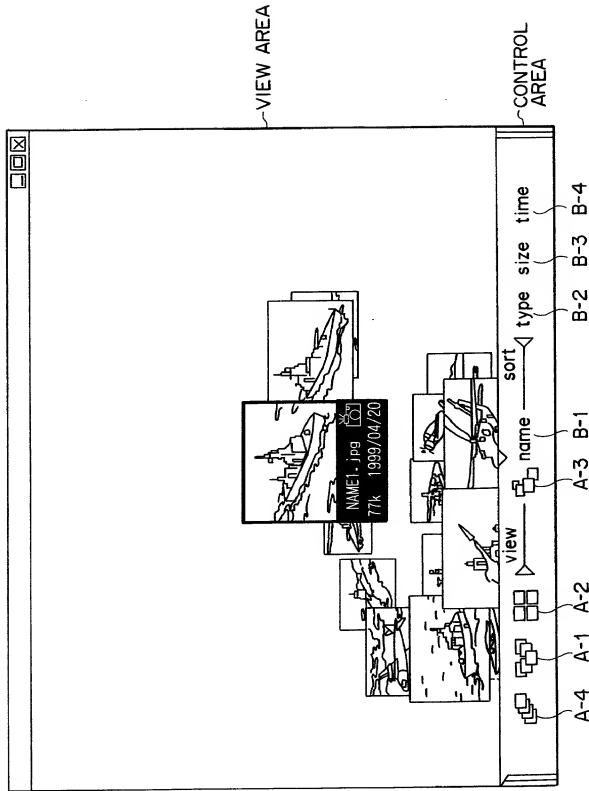 VIEW AREA
NAME1.jpg
77k 1999/04/20
view
sort
name type size time
CONTROL
AREA
A-4 A-1 A-2 A-3 B-1 B-2 B-3 B-4